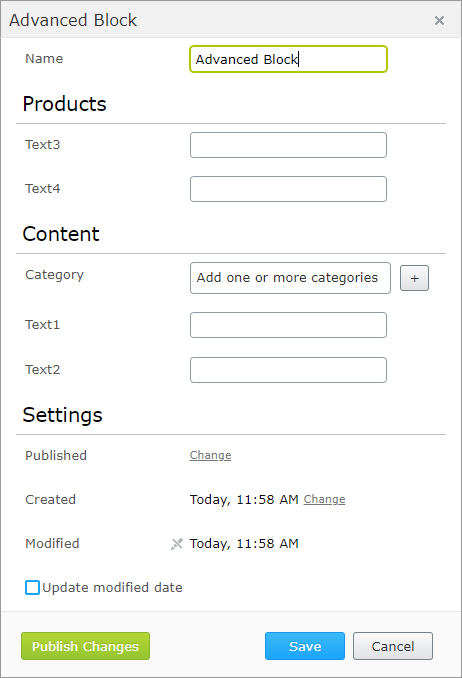 Advanced Block ×
Name Advanced Block
Products
Text3
Text4
Content
Category Add one or more categories +
Text1
Text2
Settings
Published Change
Created Today, 11:58 AM Change
Modified Today, 11:58 AM
Update modified date
Publish Changes Save Cancel